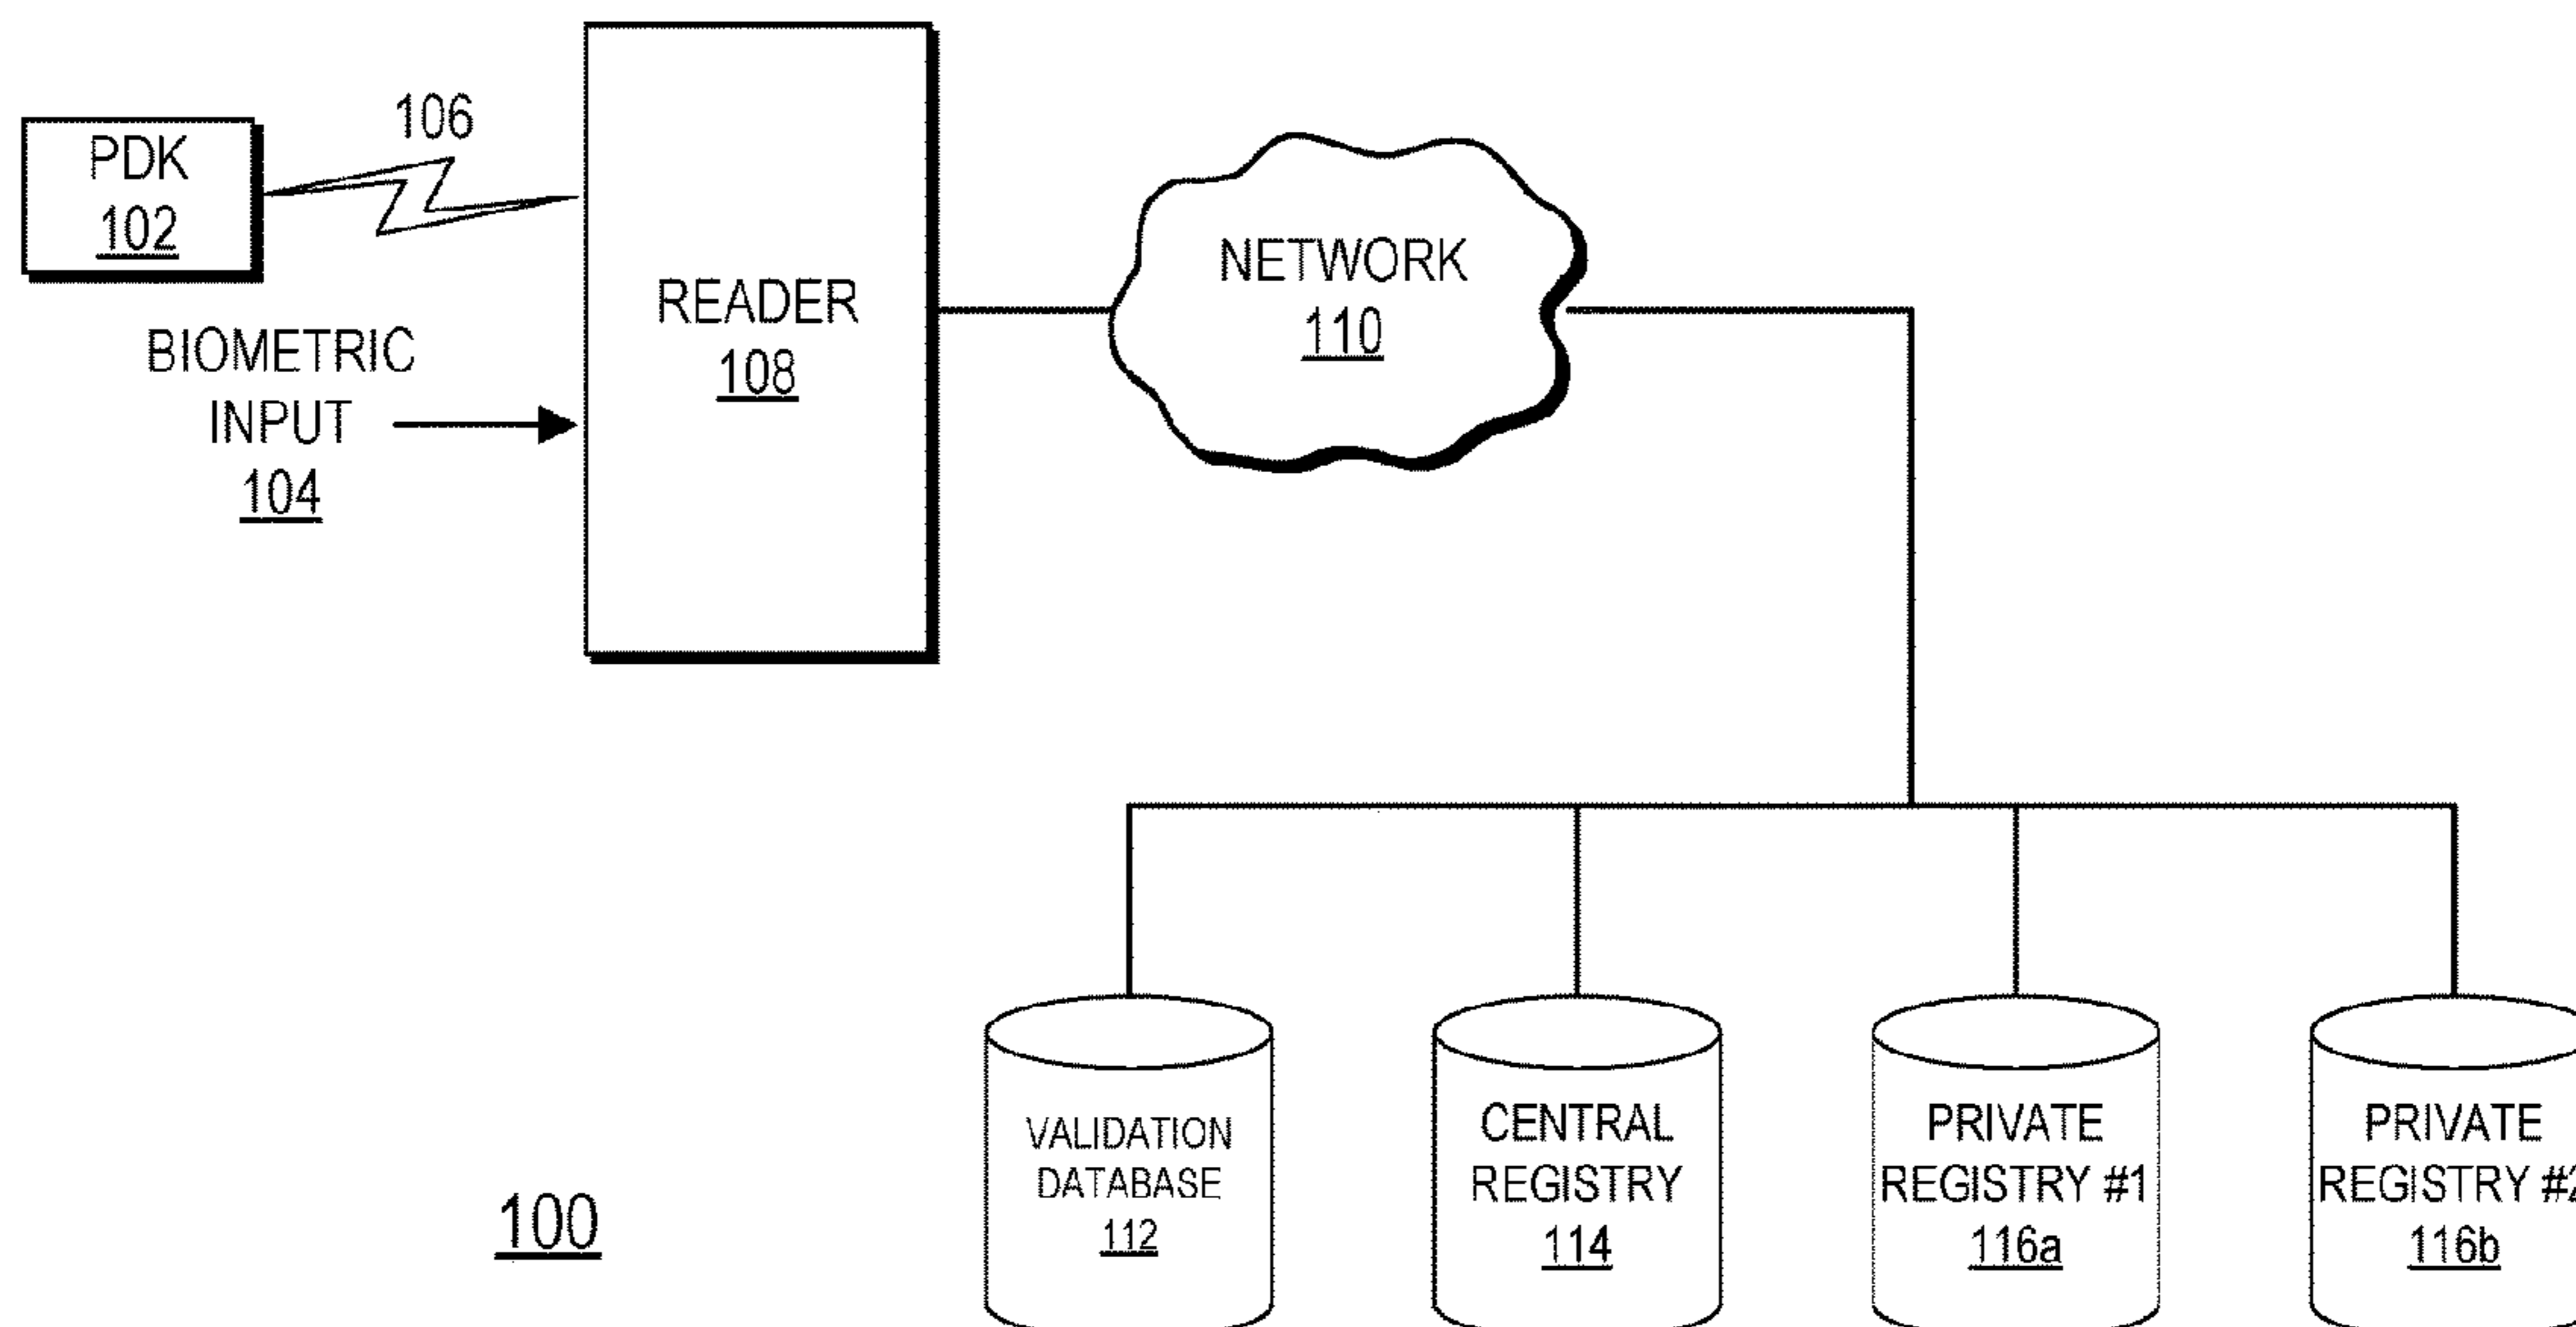 106
PDK
102
BIOMETRIC
INPUT
104
READER
108
NETWORK
110
VALIDATION
DATABASE
112
CENTRAL
REGISTRY
114
PRIVATE
REGISTRY #1
116a
PRIVATE
REGISTRY #2
116b
100